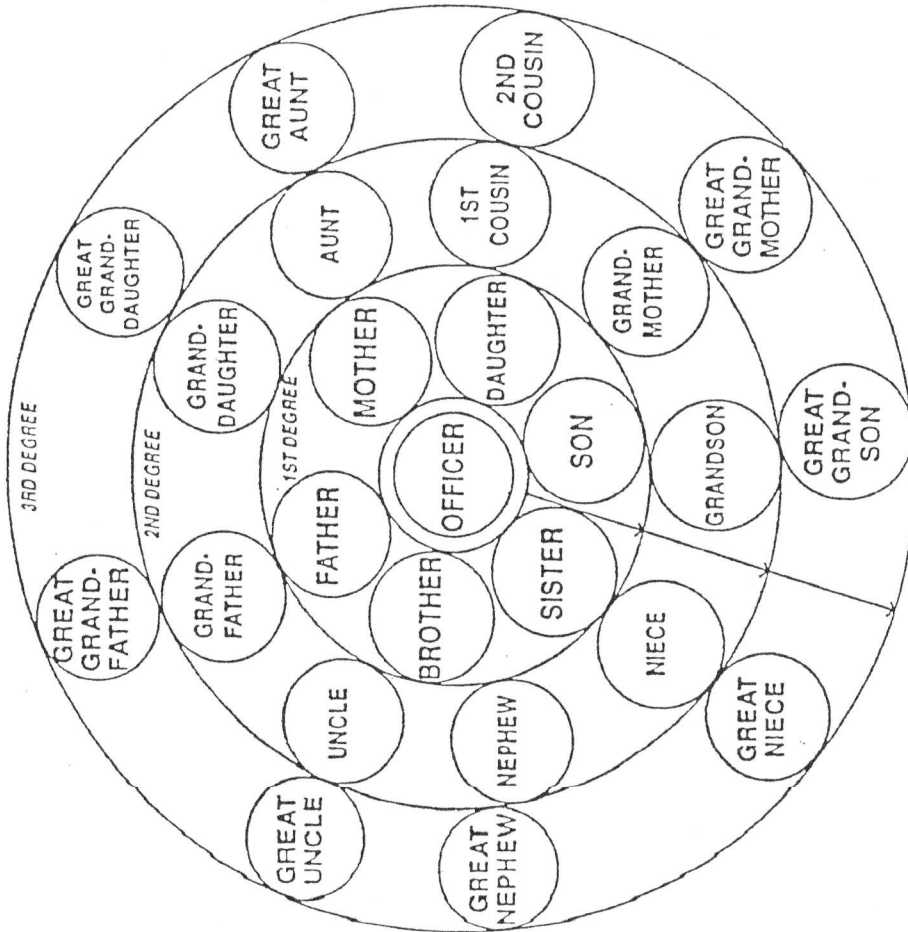 3RD DEGREE
2ND DEGREE
1ST DEGREE
OFFICER
FATHER
MOTHER
DAUGHTER
SON
SISTER
BROTHER
GRAND-
FATHER
GRAND-
DAUGHTER
AUNT
1ST
COUSIN
GRAND-
MOTHER
GRANDSON
NIECE
NEPHEW
UNCLE
GREAT
GRAND-
FATHER
GREAT
GRAND-
DAUGHTER
GREAT
AUNT
2ND
COUSIN
GREAT
GRAND-
MOTHER
GREAT
GRAND-
SON
GREAT
NIECE
GREAT
NEPHEW
GREAT
UNCLE